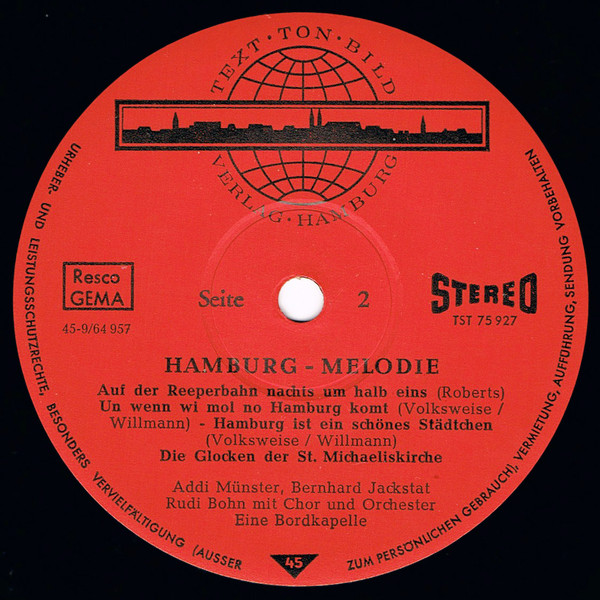 TEXT · TON · BILD
VERLAG · HAMBURG
Resco
GEMA
45-9/64 957
Seite 2
STEREO
TST 75 927
HAMBURG - MELODIE
Auf der Reeperbahn nachts um halb eins (Roberts)
Un wenn wi mol no Hamburg komt (Volksweise /
Willmann) - Hamburg ist ein schönes Städtchen
(Volksweise / Willmann)
Die Glocken der St. Michaeliskirche
Addi Münster, Bernhard Jackstat
Rudi Bohn mit Chor und Orchester
Eine Bordkapelle
45
URHEBER- UND LEISTUNGSSCHUTZRECHTE, BESONDERS VERVIELFÄLTIGUNG (AUSSER ZUM PERSÖNLICHEN GEBRAUCH), VERMIETUNG, AUFFÜHRUNG, SENDUNG VORBEHALTEN